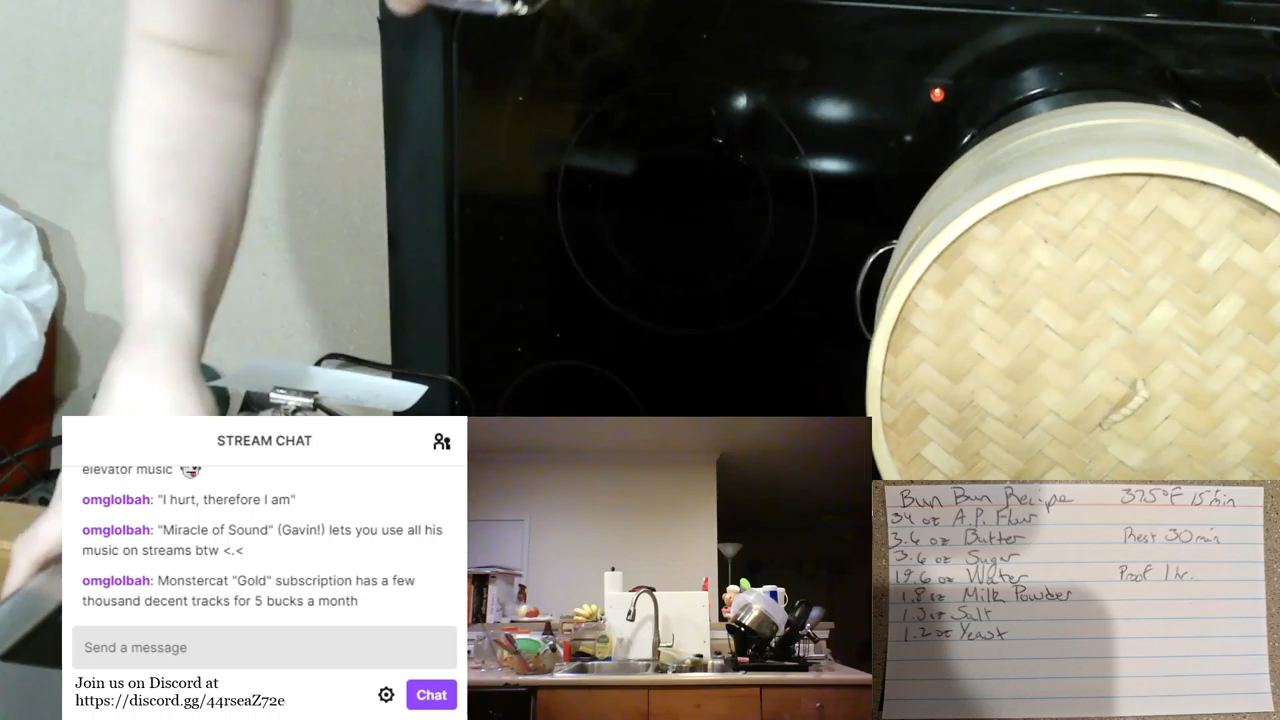 STREAM CHAT
elevator music
omglolbah: "I hurt, therefore I am"
omglolbah: "Miracle of Sound" (Gavin!) lets you use all his
music on streams btw <.<
omglolbah: Monstercat "Gold" subscription has a few
thousand decent tracks for 5 bucks a month
Send a message
Join us on Discord at
https://discord.gg/44rseaZ72e
Chat
Bun Bun Recipe 375°F 15 min
34 oz A.P. Flour
3.6 oz Butter Rest 30 min
3.6 oz Sugar
19.6 oz Water Proof 1 hr.
1.8 oz Milk Powder
1.3 oz Salt
1.2 oz Yeast